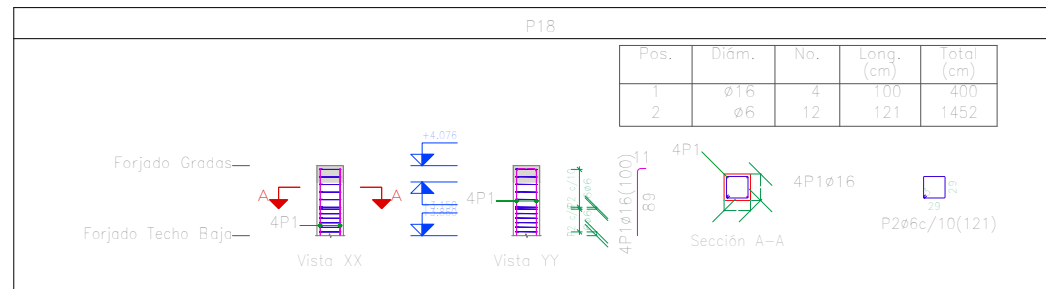 P18
Pos. Diám. No. Long. (cm) Total (cm)
1 ø16 4 100 400
2 ø6 12 121 1452
+4,076
Forjado Gradas
A A
4P1
Forjado Techo Baja
Vista XX
4P1
Vista YY
4P1ø16(100)
11
89
4P1
4P1ø16
Sección A-A
29
29
P2ø6c/10(121)